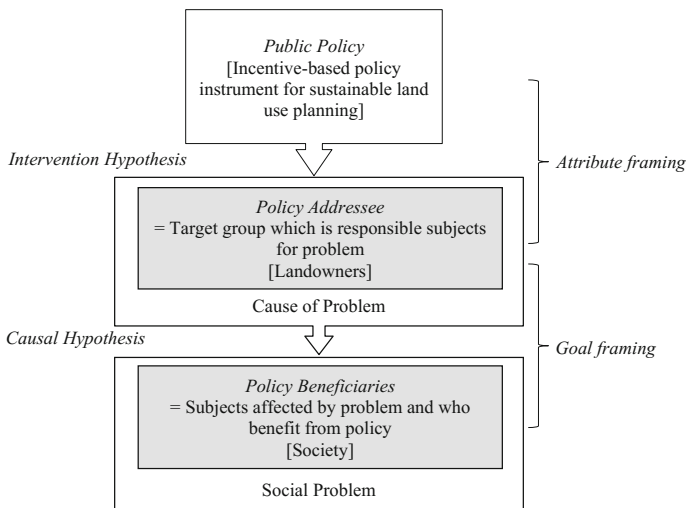 Public Policy
[Incentive-based policy
instrument for sustainable land
use planning]
Intervention Hypothesis
Attribute framing
Policy Addressee
= Target group which is responsible subjects
for problem
[Landowners]
Cause of Problem
Causal Hypothesis
Goal framing
Policy Beneficiaries
= Subjects affected by problem and who
benefit from policy
[Society]
Social Problem